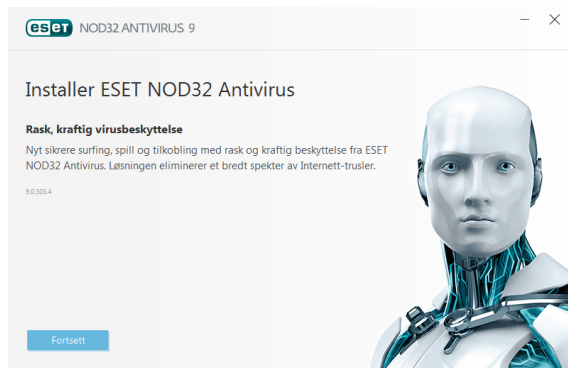 eset NOD32 ANTIVIRUS 9
Installer ESET NOD32 Antivirus
Rask, kraftig virusbeskyttelse
Nyt sikrere surfing, spill og tilkobling med rask og kraftig beskyttelse fra ESET
NOD32 Antivirus. Løsningen eliminerer et bredt spekter av Internett-trusler.
9.0.303.4
Fortsett